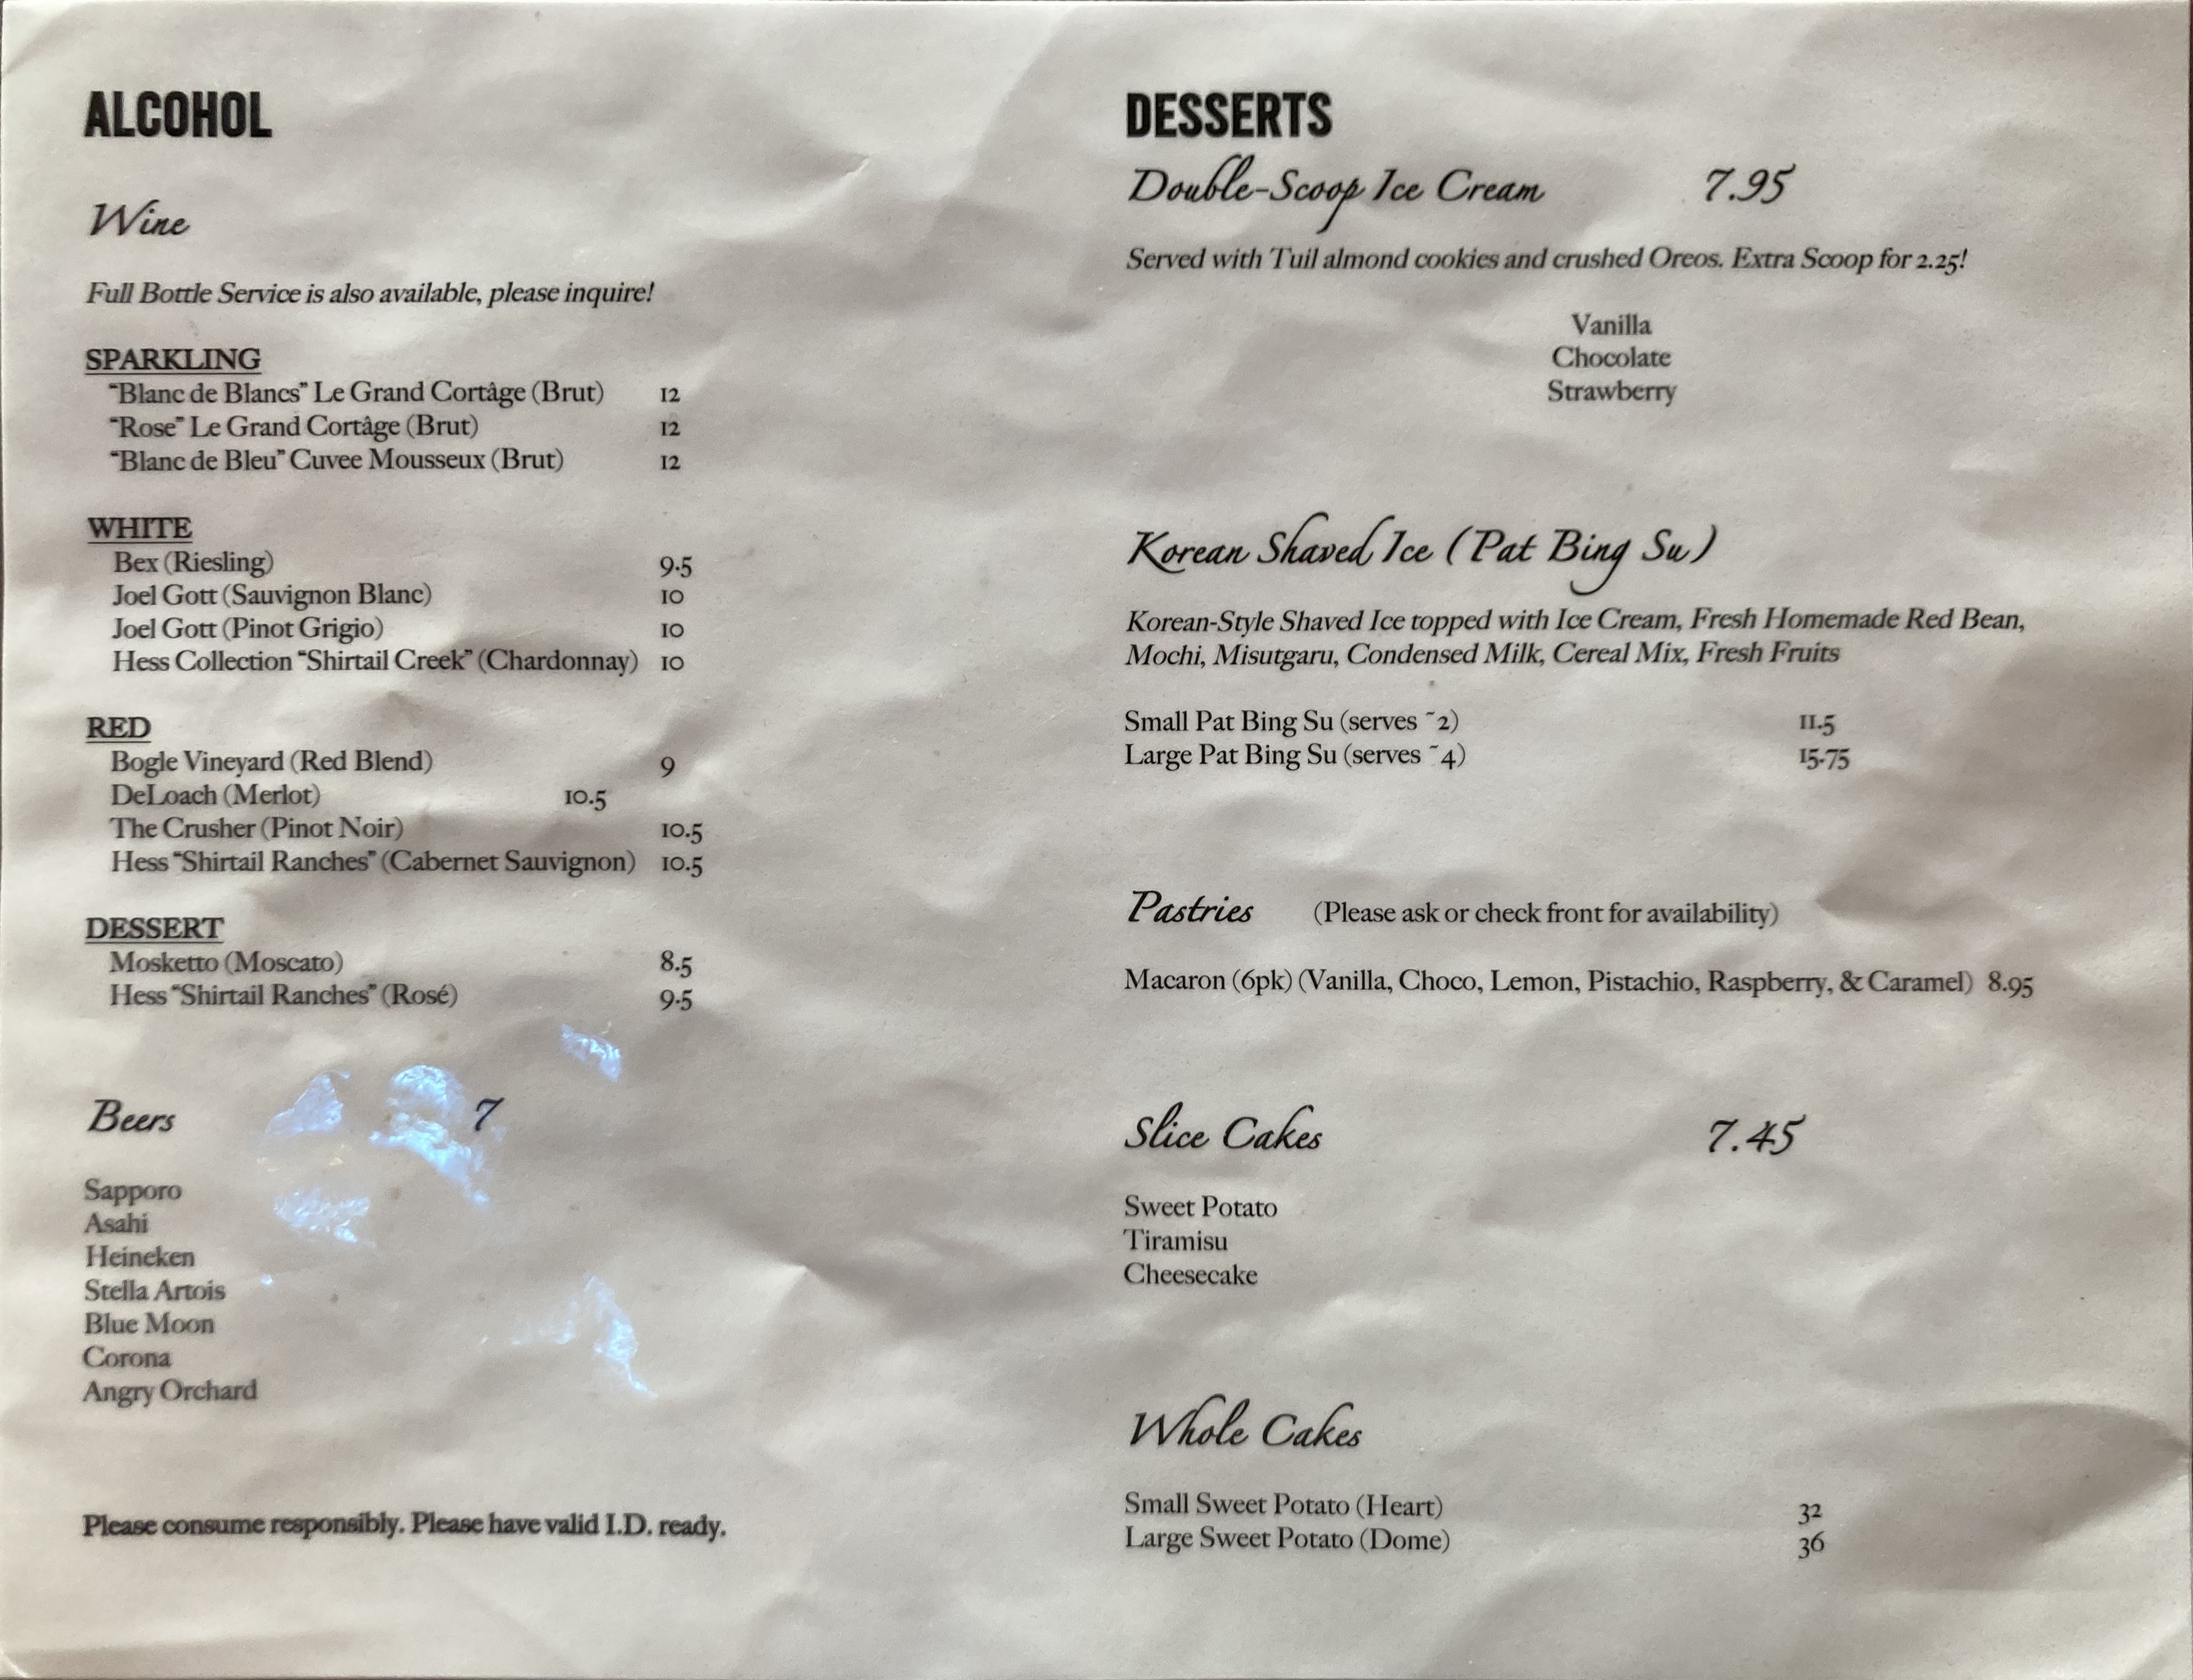 ALCOHOL
Wine
Full Bottle Service is also available, please inquire!
SPARKLING
"Blanc de Blancs" Le Grand Cortâge (Brut) 12
"Rose" Le Grand Cortâge (Brut) 12
"Blanc de Bleu" Cuvee Mousseux (Brut) 12
WHITE
Bex (Riesling) 9.5
Joel Gott (Sauvignon Blanc) 10
Joel Gott (Pinot Grigio) 10
Hess Collection "Shirtail Creek" (Chardonnay) 10
RED
Bogle Vineyard (Red Blend) 9
DeLoach (Merlot) 10.5
The Crusher (Pinot Noir) 10.5
Hess "Shirtail Ranches" (Cabernet Sauvignon) 10.5
DESSERT
Mosketto (Moscato) 8.5
Hess "Shirtail Ranches" (Rosé) 9.5
Beers 7
Sapporo
Asahi
Heineken
Stella Artois
Blue Moon
Corona
Angry Orchard
Please consume responsibly. Please have valid I.D. ready.
DESSERTS
Double-Scoop Ice Cream 7.95
Served with Tuil almond cookies and crushed Oreos. Extra Scoop for 2.25!
Vanilla
Chocolate
Strawberry
Korean Shaved Ice (Pat Bing Su)
Korean-Style Shaved Ice topped with Ice Cream, Fresh Homemade Red Bean,
Mochi, Misutgaru, Condensed Milk, Cereal Mix, Fresh Fruits
Small Pat Bing Su (serves ~2) 11.5
Large Pat Bing Su (serves ~4) 15.75
Pastries (Please ask or check front for availability)
Macaron (6pk) (Vanilla, Choco, Lemon, Pistachio, Raspberry, & Caramel) 8.95
Slice Cakes 7.45
Sweet Potato
Tiramisu
Cheesecake
Whole Cakes
Small Sweet Potato (Heart) 32
Large Sweet Potato (Dome) 36